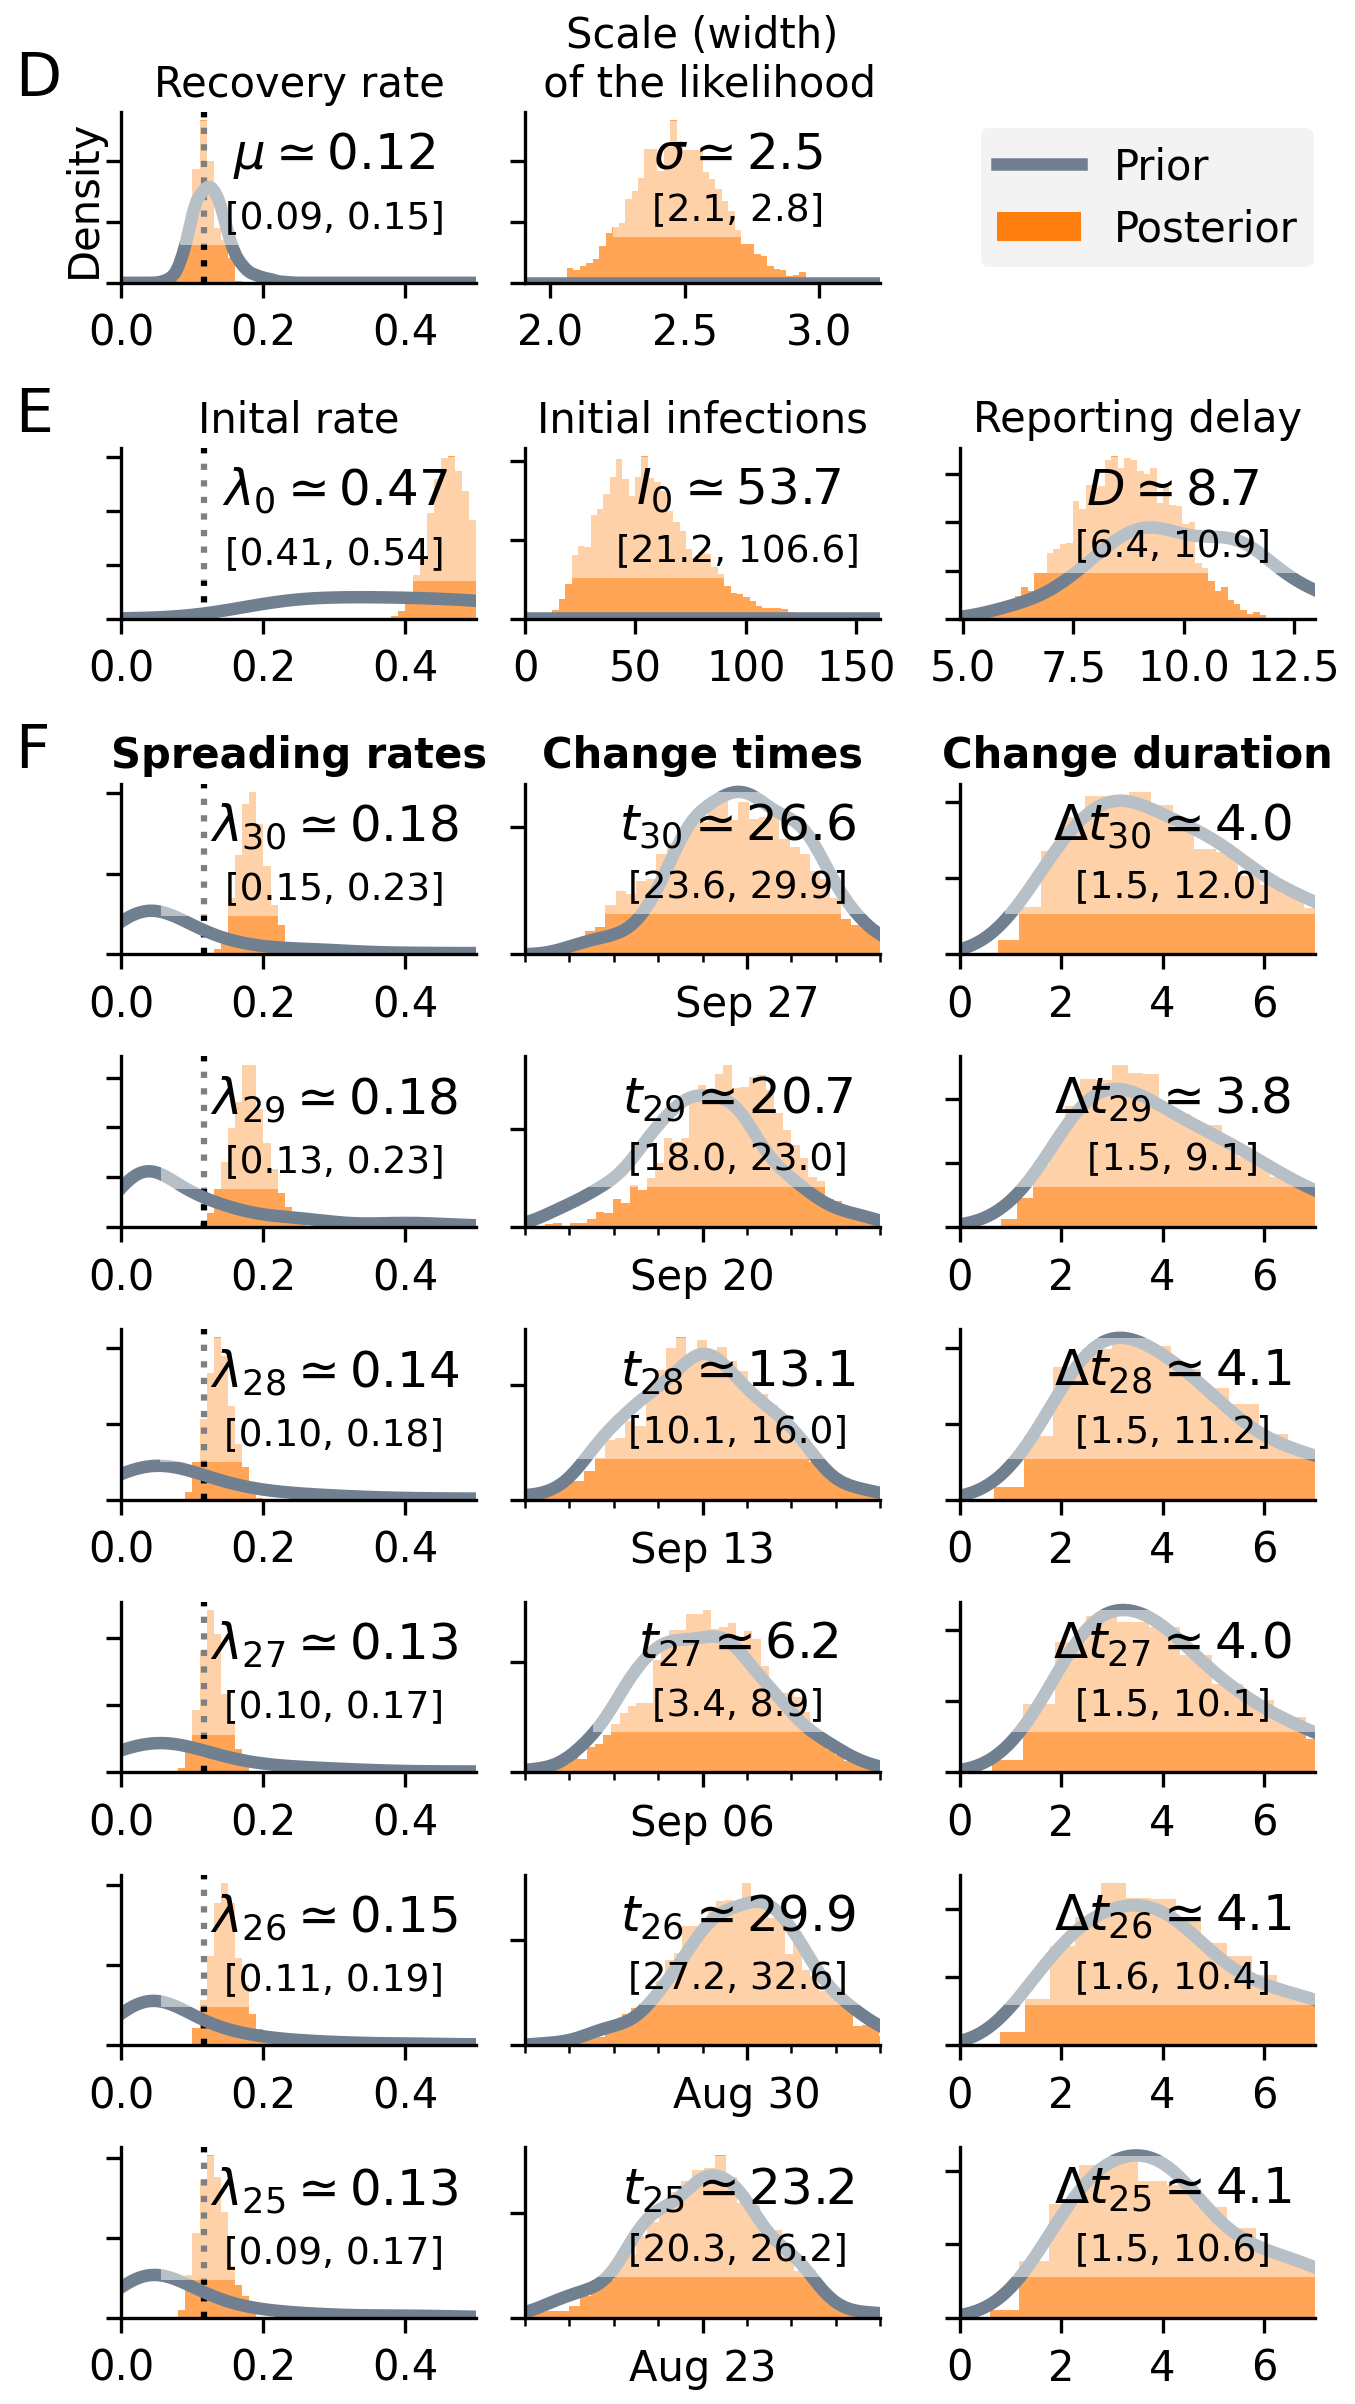 D
Recovery rate
Scale (width)
of the likelihood
Density
μ ≃ 0.12
[0.09, 0.15]
0.0 0.2 0.4
σ ≃ 2.5
[2.1, 2.8]
2.0 2.5 3.0
Prior
Posterior
E
Inital rate
λ0 ≃ 0.47
[0.41, 0.54]
0.0 0.2 0.4
Initial infections
I0 ≃ 53.7
[21.2, 106.6]
0 50 100 150
Reporting delay
D ≃ 8.7
[6.4, 10.9]
5.0 7.5 10.0 12.5
F
Spreading rates
Change times
Change duration
λ30 ≃ 0.18
[0.15, 0.23]
0.0 0.2 0.4
t30 ≃ 26.6
[23.6, 29.9]
Sep 27
Δt30 ≃ 4.0
[1.5, 12.0]
0 2 4 6
λ29 ≃ 0.18
[0.13, 0.23]
0.0 0.2 0.4
t29 ≃ 20.7
[18.0, 23.0]
Sep 20
Δt29 ≃ 3.8
[1.5, 9.1]
0 2 4 6
λ28 ≃ 0.14
[0.10, 0.18]
0.0 0.2 0.4
t28 ≃ 13.1
[10.1, 16.0]
Sep 13
Δt28 ≃ 4.1
[1.5, 11.2]
0 2 4 6
λ27 ≃ 0.13
[0.10, 0.17]
0.0 0.2 0.4
t27 ≃ 6.2
[3.4, 8.9]
Sep 06
Δt27 ≃ 4.0
[1.5, 10.1]
0 2 4 6
λ26 ≃ 0.15
[0.11, 0.19]
0.0 0.2 0.4
t26 ≃ 29.9
[27.2, 32.6]
Aug 30
Δt26 ≃ 4.1
[1.6, 10.4]
0 2 4 6
λ25 ≃ 0.13
[0.09, 0.17]
0.0 0.2 0.4
t25 ≃ 23.2
[20.3, 26.2]
Aug 23
Δt25 ≃ 4.1
[1.5, 10.6]
0 2 4 6